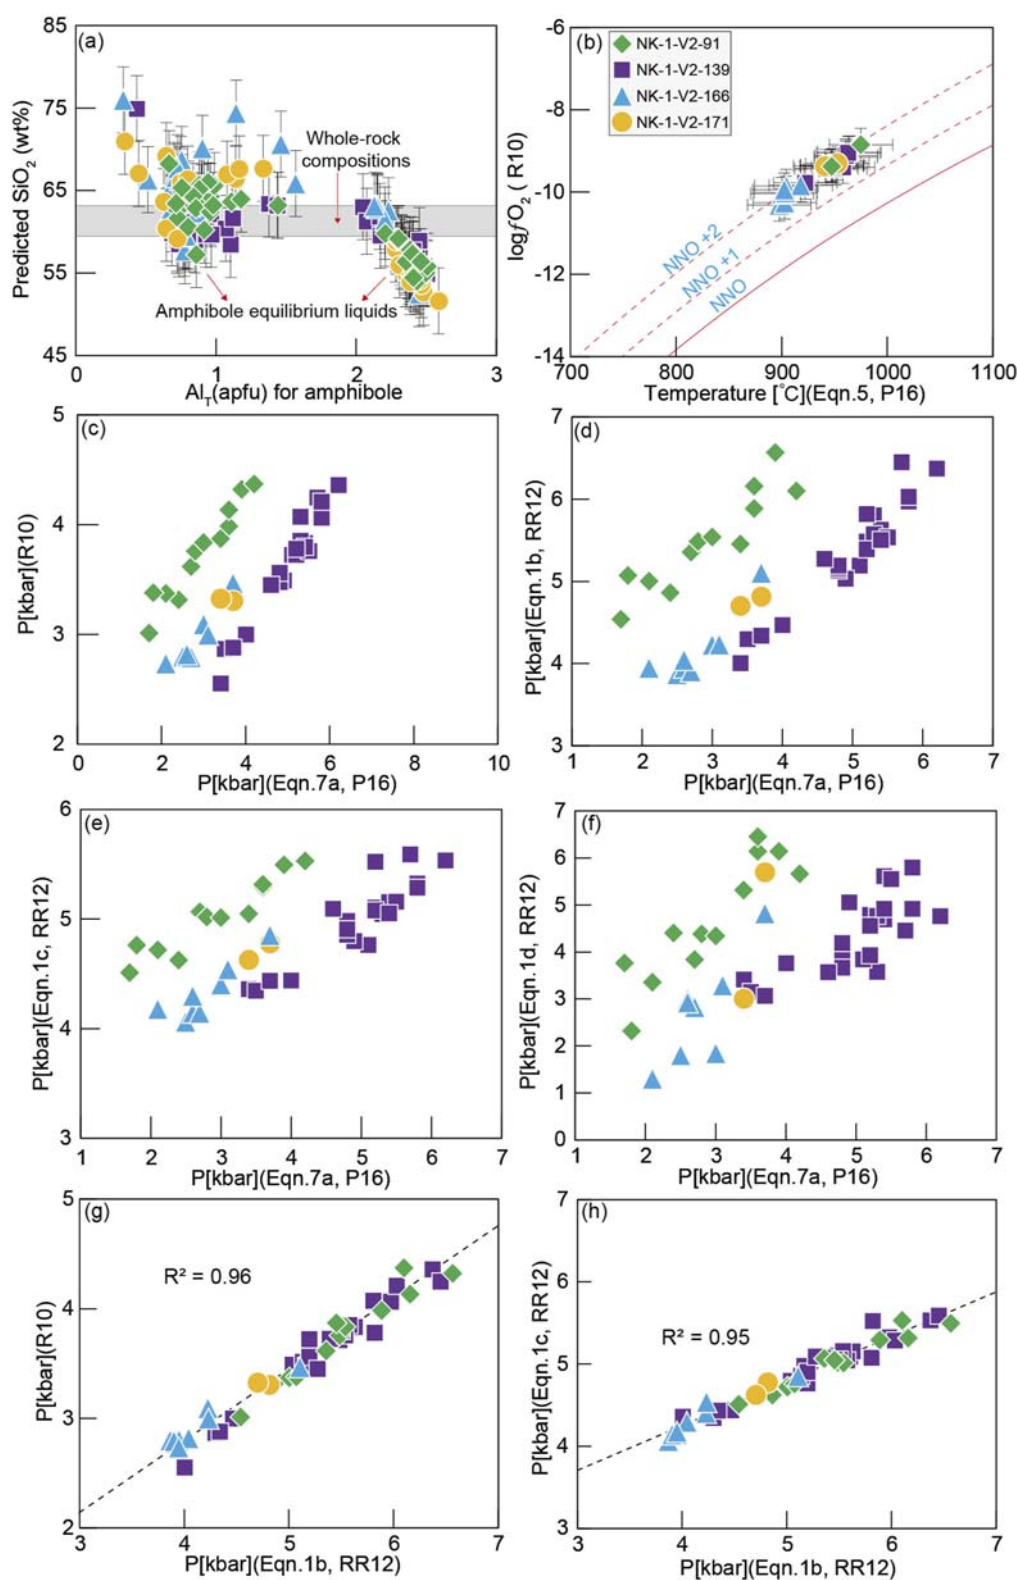 (a)
Predicted SiO2 (wt%)
85
75
65
55
45
Whole-rock
compositions
Amphibole equilibrium liquids
0
1
2
3
AlT(apfu) for amphibole
(b)
NK-1-V2-91
NK-1-V2-139
NK-1-V2-166
NK-1-V2-171
logfO2 ( R10)
-6
-8
-10
-12
-14
NNO +2
NNO +1
NNO
700
800
900
1000
1100
Temperature [°C](Eqn.5, P16)
(c)
P[kbar](R10)
5
4
3
2
0
2
4
6
8
10
P[kbar](Eqn.7a, P16)
(d)
P[kbar](Eqn.1b, RR12)
7
6
5
4
3
1
2
3
4
5
6
7
P[kbar](Eqn.7a, P16)
(e)
P[kbar](Eqn.1c, RR12)
6
5
4
3
1
2
3
4
5
6
7
P[kbar](Eqn.7a, P16)
(f)
P[kbar](Eqn.1d, RR12)
7
6
5
4
3
2
1
0
1
2
3
4
5
6
7
P[kbar](Eqn.7a, P16)
(g)
R² = 0.96
P[kbar](R10)
5
4
3
2
3
4
5
6
7
P[kbar](Eqn.1b, RR12)
(h)
R² = 0.95
P[kbar](Eqn.1c, RR12)
7
6
5
4
3
3
4
5
6
7
P[kbar](Eqn.1b, RR12)